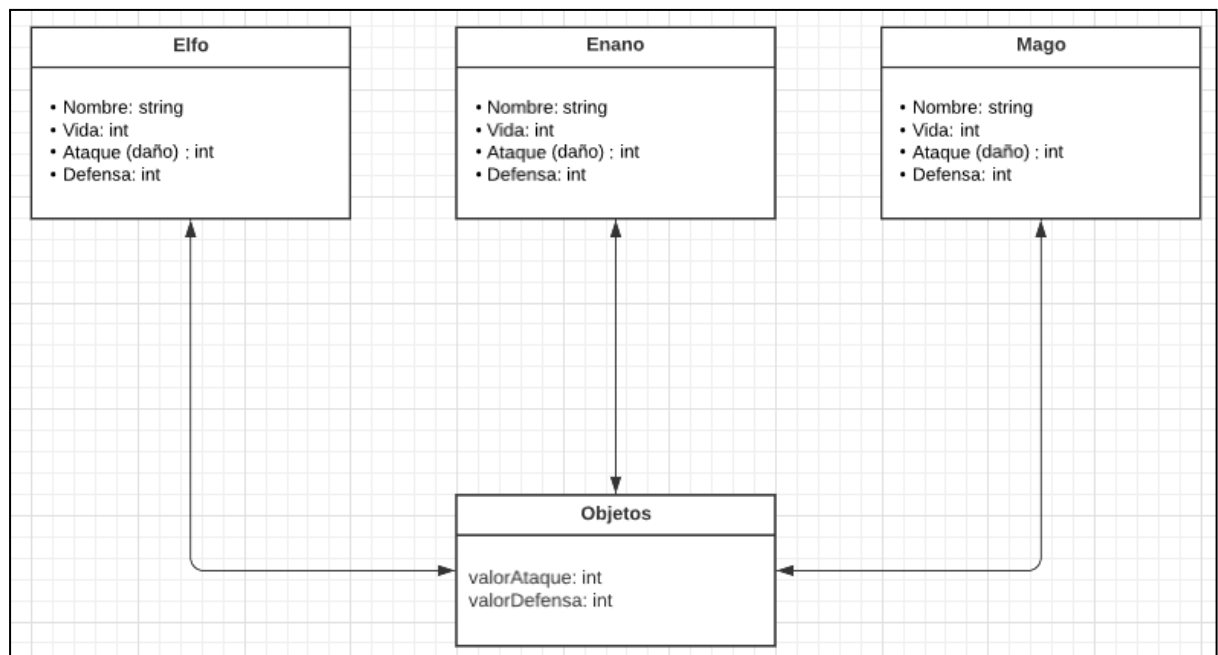 Elfo
• Nombre: string
• Vida: int
• Ataque (daño) : int
• Defensa: int
Enano
• Nombre: string
• Vida: int
• Ataque (daño) : int
• Defensa: int
Mago
• Nombre: string
• Vida: int
• Ataque (daño) : int
• Defensa: int
Objetos
valorAtaque: int
valorDefensa: int